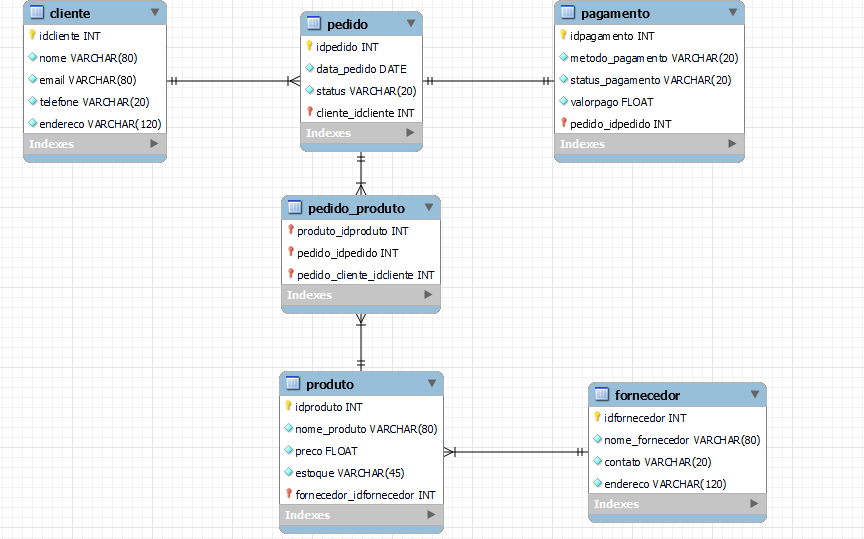 cliente
idcliente INT
nome VARCHAR(80)
email VARCHAR(80)
telefone VARCHAR(20)
endereco VARCHAR(120)
Indexes
pedido
idpedido INT
data_pedido DATE
status VARCHAR(20)
cliente_idcliente INT
Indexes
pagamento
idpagamento INT
metodo_pagamento VARCHAR(20)
status_pagamento VARCHAR(20)
valorpago FLOAT
pedido_idpedido INT
Indexes
pedido_produto
produto_idproduto INT
pedido_idpedido INT
pedido_cliente_idcliente INT
Indexes
produto
idproduto INT
nome_produto VARCHAR(80)
preco FLOAT
estoque VARCHAR(45)
fornecedor_idfornecedor INT
Indexes
fornecedor
idfornecedor INT
nome_fornecedor VARCHAR(80)
contato VARCHAR(20)
endereco VARCHAR(120)
Indexes